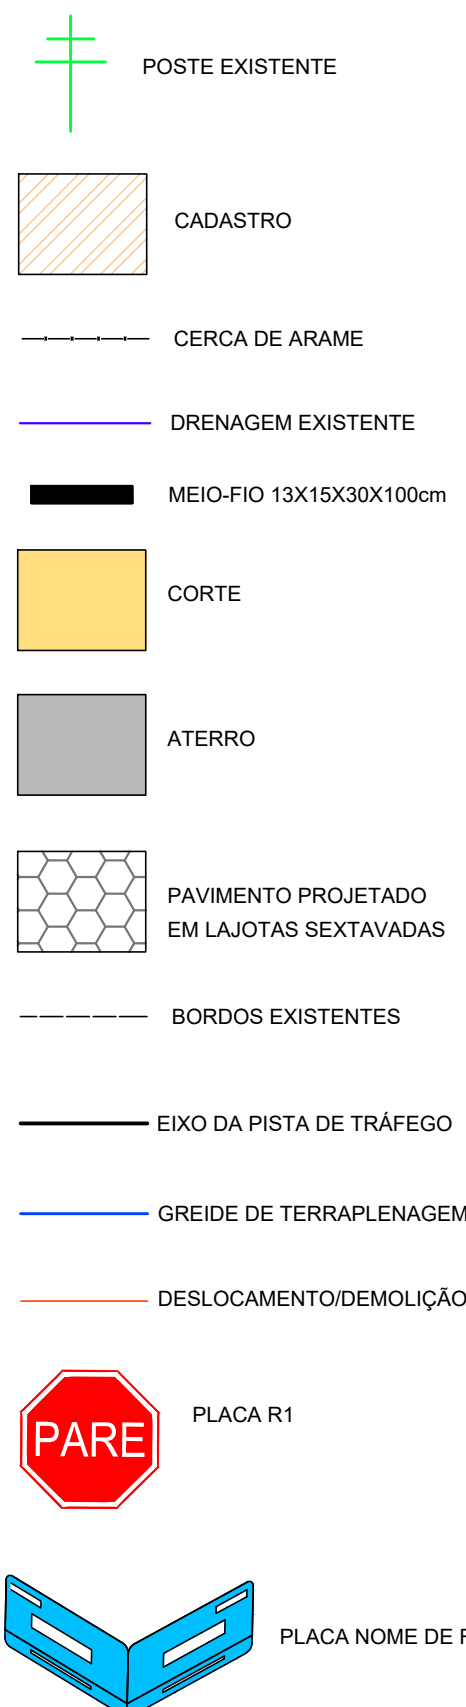 POSTE EXISTENTE
CADASTRO
CERCA DE ARAME
DRENAGEM EXISTENTE
MEIO-FIO 13X15X30X100cm
CORTE
ATERRO
PAVIMENTO PROJETADO
EM LAJOTAS SEXTAVADAS
BORDOS EXISTENTES
EIXO DA PISTA DE TRÁFEGO
GREIDE DE TERRAPLENAGEM
DESLOCAMENTO/DEMOLIÇÃO
PARE
PLACA R1
PLACA NOME DE